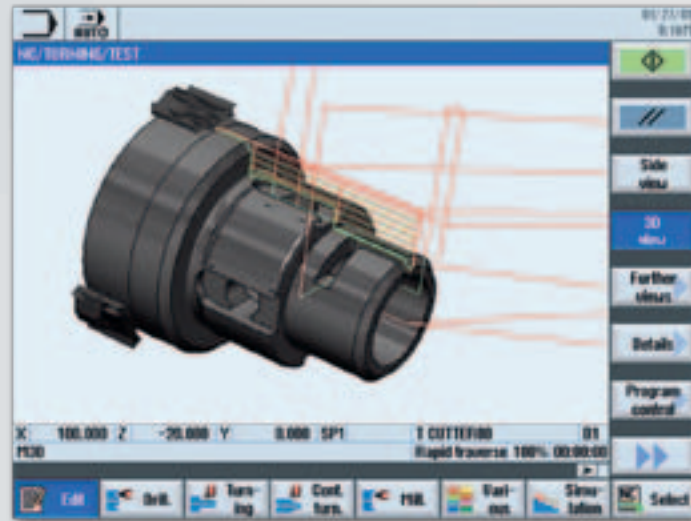 AUTO
NC/TURNING/TEST
Side
view
3D
view
Further
views
Details
Program
control
X 100.000 Z -20.000 Y 0.000 SP1 T CUTTER80 D1
M30 Rapid traverse 100% 00:00:00
Edit
Drill.
Turn-
ing
Cont.
turn.
Mill.
Vari-
ous
Simu-
lation
NC Select